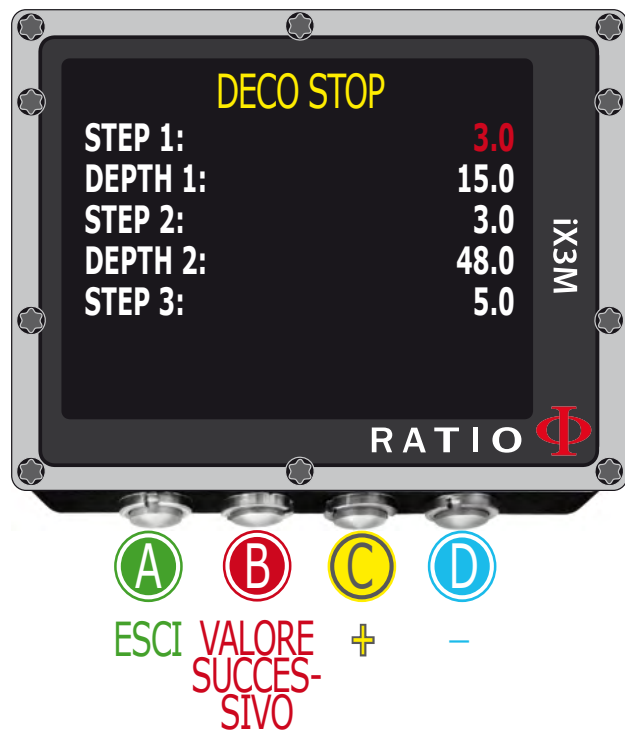 DECO STOP
STEP 1: 3.0
DEPTH 1: 15.0
STEP 2: 3.0
DEPTH 2: 48.0
STEP 3: 5.0
iX3M
RATIO
A B C D
ESCI VALORE + -
SUCCES-
SIVO